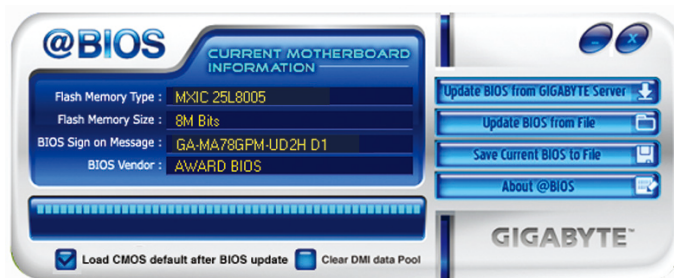 @BIOS
CURRENT MOTHERBOARD
INFORMATION
Flash Memory Type : MXIC 25L8005
Flash Memory Size : 8M Bits
BIOS Sign on Message : GA-MA78GPM-UD2H D1
BIOS Vendor : AWARD BIOS
Update BIOS from GIGABYTE Server
Update BIOS from File
Save Current BIOS to File
About @BIOS
Load CMOS default after BIOS update
Clear DMI data Pool
GIGABYTE™